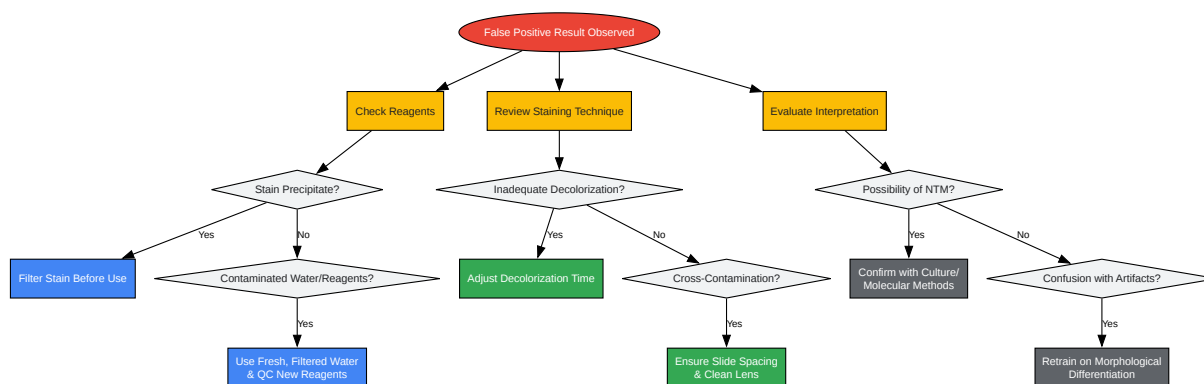 False Positive Result Observed
Check Reagents
Review Staining Technique
Evaluate Interpretation
Stain Precipitate?
Inadequate Decolorization?
Possibility of NTM?
Yes
No
Yes
No
Yes
No
Filter Stain Before Use
Contaminated Water/Reagents?
Adjust Decolorization Time
Cross-Contamination?
Confirm with Culture/
Molecular Methods
Confusion with Artifacts?
Yes
Yes
Yes
Use Fresh, Filtered Water
& QC New Reagents
Ensure Slide Spacing
& Clean Lens
Retrain on Morphological
Differentiation